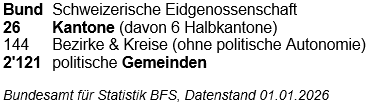 Bund Schweizerische Eidgenossenschaft
26 Kantone (davon 6 Halbkantone)
144 Bezirke & Kreise (ohne politische Autonomie)
2'121 politische Gemeinden
Bundesamt für Statistik BFS, Datenstand 01.01.2026